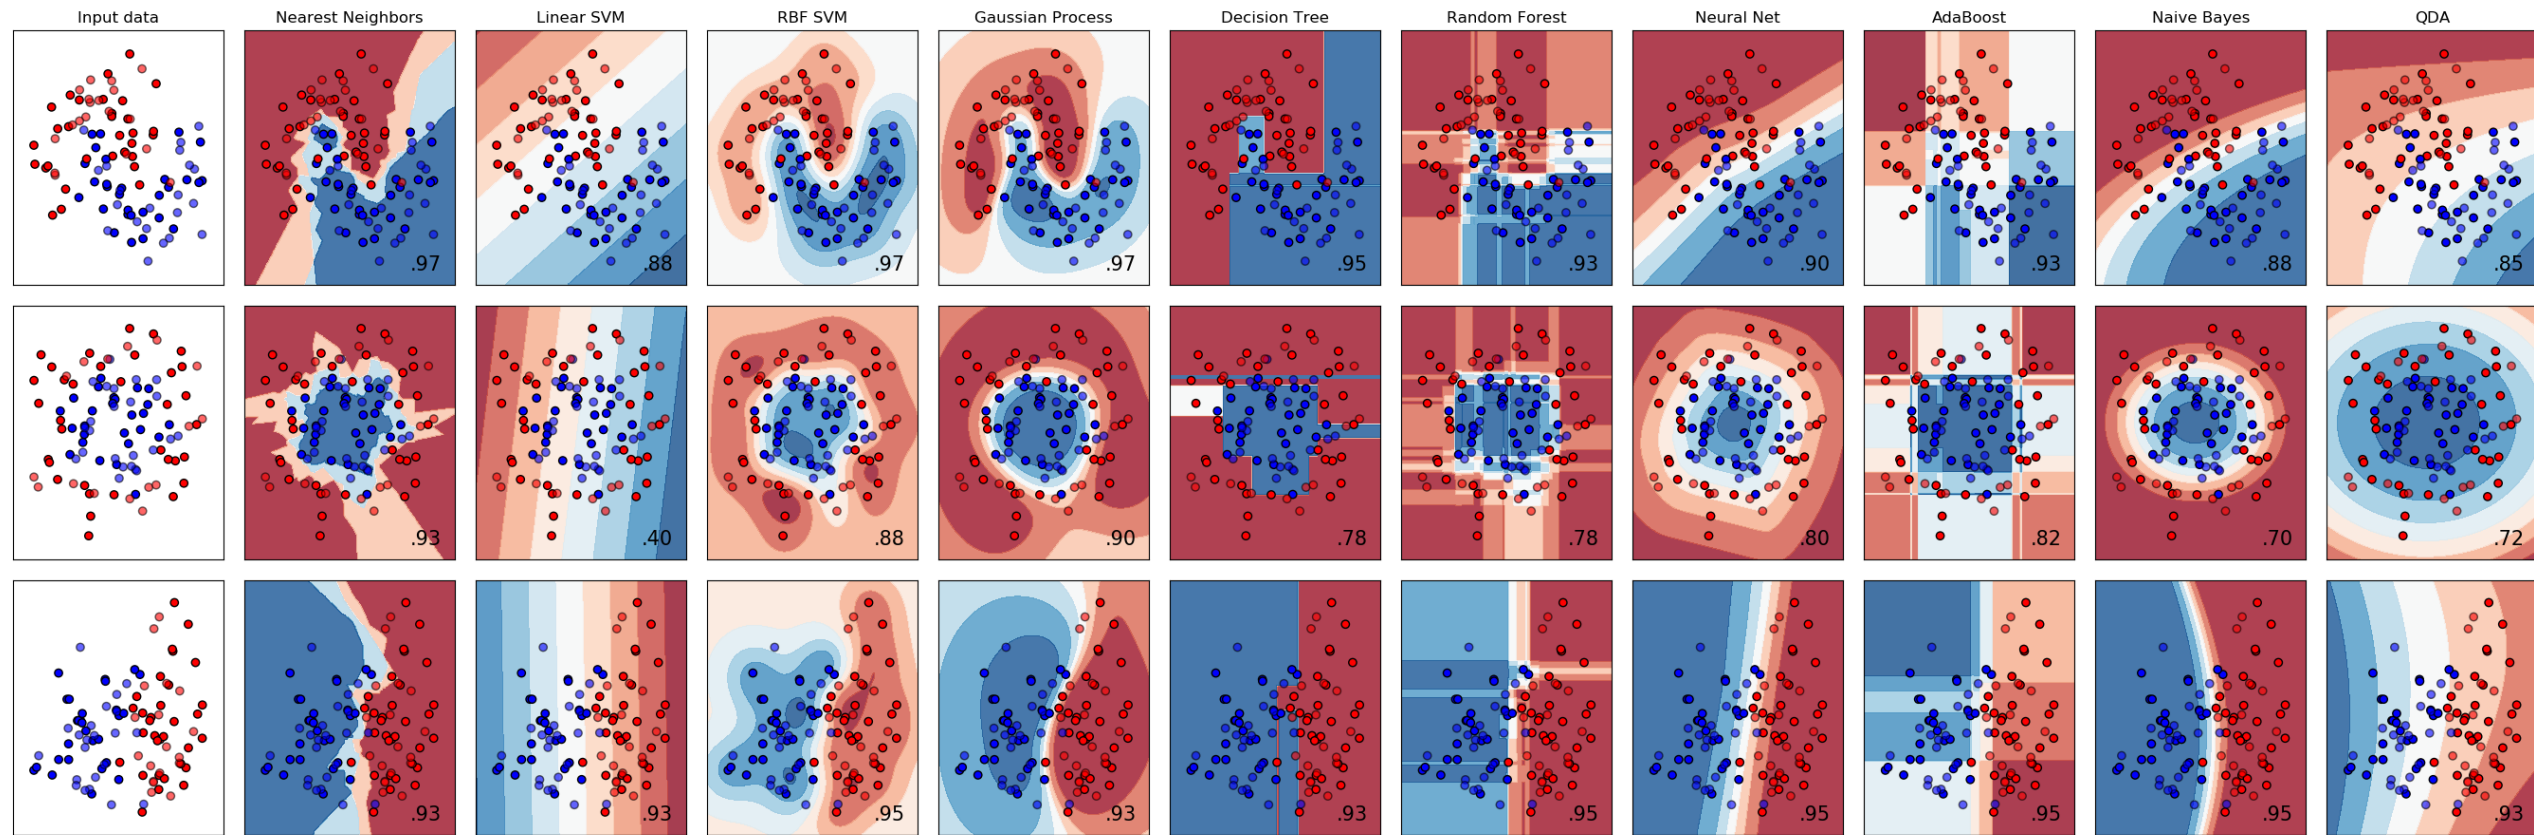 Input data Nearest Neighbors Linear SVM RBF SVM Gaussian Process Decision Tree Random Forest Neural Net AdaBoost Naive Bayes QDA
.97 .88 .97 .97 .95 .93 .90 .93 .88 .85
.93 .40 .88 .90 .78 .78 .80 .82 .70 .72
.93 .93 .95 .93 .93 .95 .95 .95 .95 .93